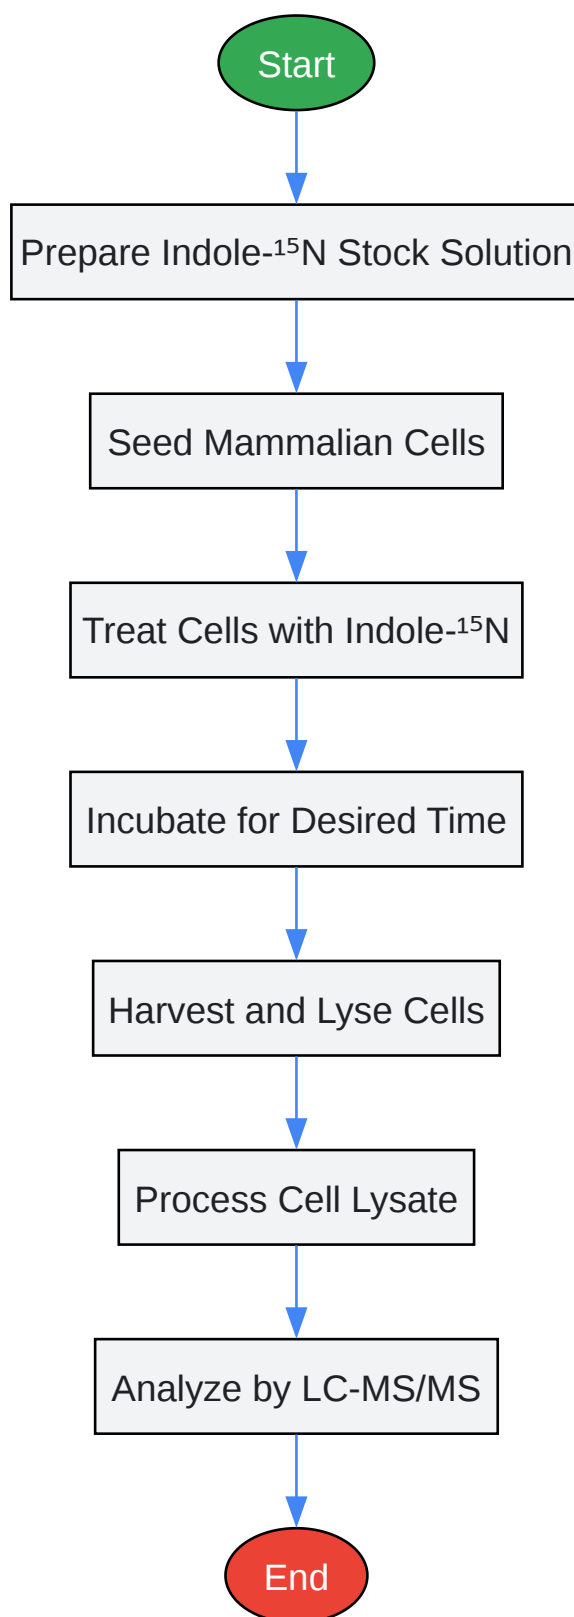 Start
Prepare Indole-¹⁵N Stock Solution
Seed Mammalian Cells
Treat Cells with Indole-¹⁵N
Incubate for Desired Time
Harvest and Lyse Cells
Process Cell Lysate
Analyze by LC-MS/MS
End